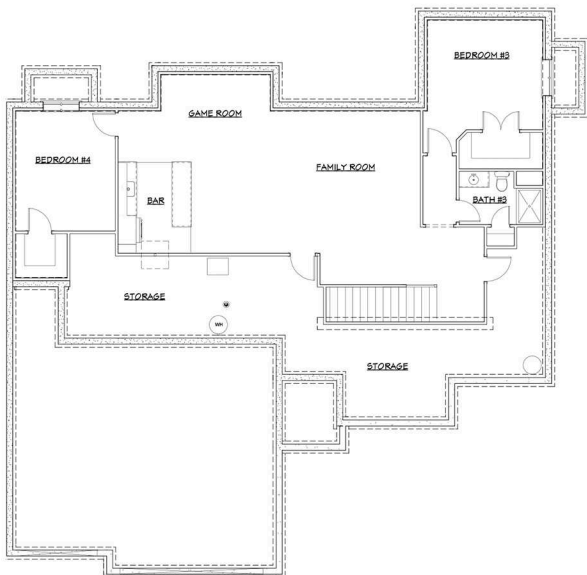 BEDROOM #3
GAME ROOM
BEDROOM #4
FAMILY ROOM
BAR
BATH #3
STORAGE
WH
STORAGE